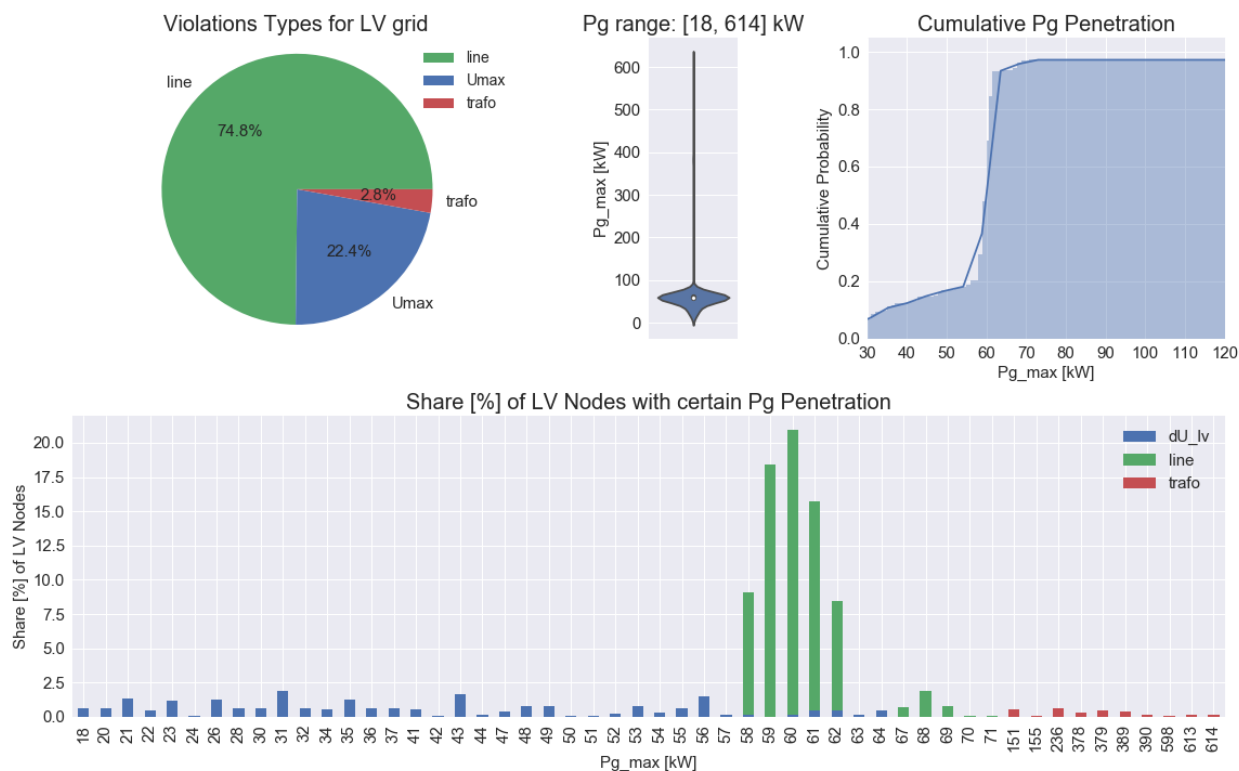 Violations Types for LV grid
line
Umax
trafo
line
74.8%
2.8%
trafo
22.4%
Umax
Pg range: [18, 614] kW
Pg_max [kW]
600
500
400
300
200
100
0
Cumulative Pg Penetration
Cumulative Probability
1.0
0.8
0.6
0.4
0.2
0.0
30 40 50 60 70 80 90 100 110 120
Pg_max [kW]
Share [%] of LV Nodes with certain Pg Penetration
Share [%] of LV Nodes
20.0
17.5
15.0
12.5
10.0
7.5
5.0
2.5
0.0
dU_lv
line
trafo
18 20 21 22 23 24 26 28 30 31 32 34 35 36 37 41 42 43 44 47 48 49 50 51 52 53 54 55 56 57 58 59 60 61 62 63 64 67 68 69 70 71 151 155 236 378 379 389 390 598 613 614
Pg_max [kW]